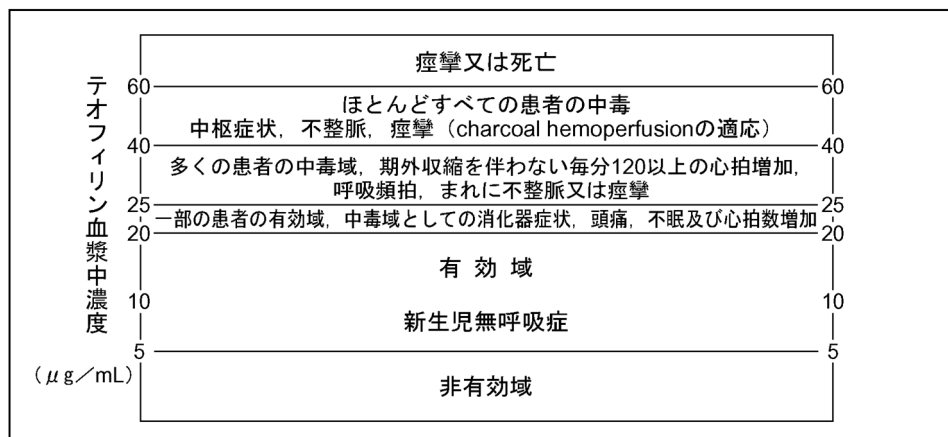 テオフィリン血漿中濃度
(μg/mL)
痙攣又は死亡
60 60
ほとんどすべての患者の中毒
中枢症状，不整脈，痙攣（charcoal hemoperfusionの適応）
40 40
多くの患者の中毒域，期外収縮を伴わない毎分120以上の心拍増加，
呼吸頻拍，まれに不整脈又は痙攣
25 25
一部の患者の有効域，中毒域としての消化器症状，頭痛，不眠及び心拍数増加
20 20
有効域
10 10
新生児無呼吸症
5 5
非有効域